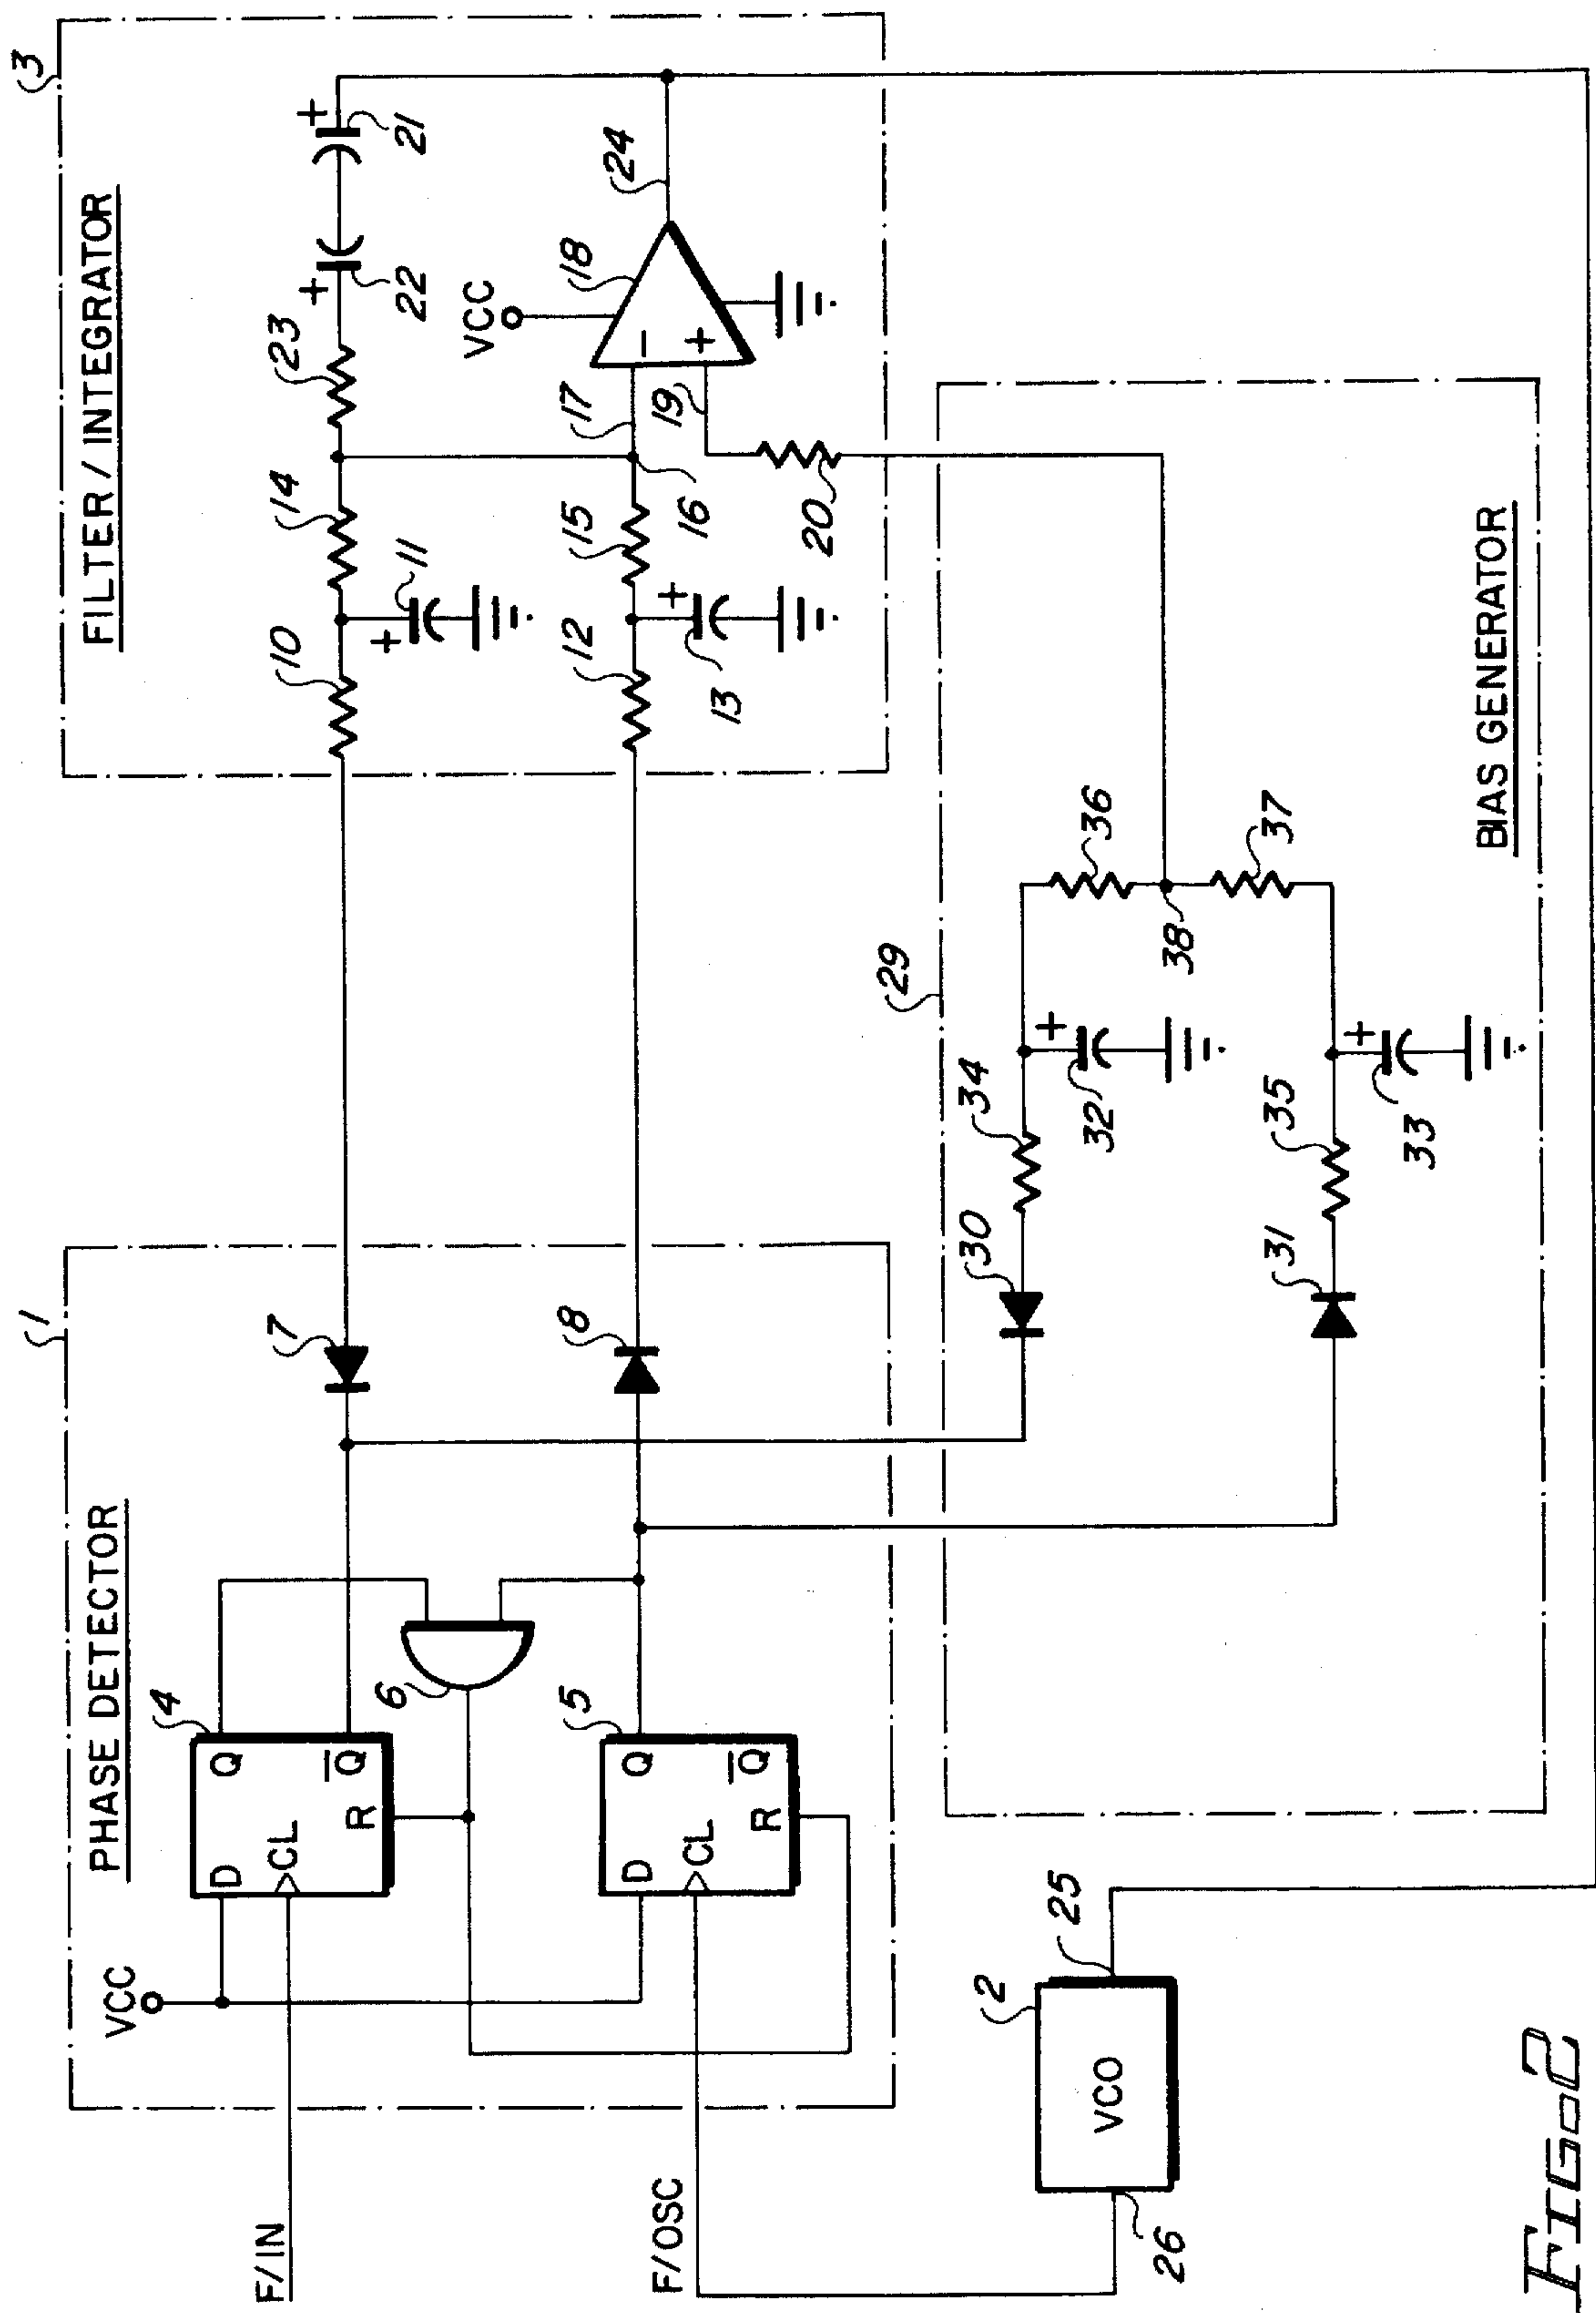 3
FILTER / INTEGRATOR
10
14
23
22
+
21
+
11
+
VCC
18
24
12
15
17
−
+
19
16
13
+
20
1
PHASE DETECTOR
VCC
4
D
Q
CL
Q̅
R
7
F/IN
6
5
D
Q
CL
Q̅
R
8
F/OSC
29
30
34
32
+
36
38
31
35
33
+
37
BIAS GENERATOR
2
VCO
25
26
FIG. 2